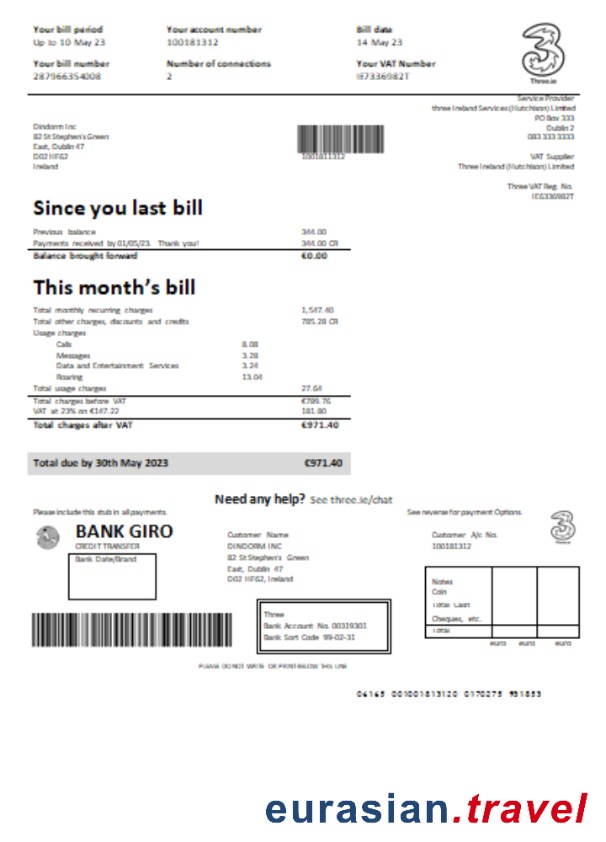 Your bill period
Up to 10 May 23
Your account number
100181312
Bill date
14 May 23
Your bill number
287966354008
Number of connections
2
Your VAT Number
IE7336982T
Three.ie
Service Provider
three Ireland Services (Hutchison) Limited
PO Box 333
Dublin 2
083 333 3333
VAT Supplier
Three Ireland (Hutchison) Limited
Three VAT Reg. No.
IE6336982T
Dindorm Inc
82 St Stephen's Green
East, Dublin 47
D02 HF62
Ireland
1001811312
Since you last bill
Previous balance 344.00
Payments received by 01/05/23. Thank you! 344.00 CR
Balance brought forward €0.00
This month's bill
Total monthly recurring charges 1,547.40
Total other charges, discounts and credits 785.28 CR
Usage charges
Calls 8.08
Messages 3.28
Data and Entertainment Services 3.24
Roaring 13.04
Total usage charges 27.64
Total charges before VAT €789.76
VAT at 23% on €147.22 181.80
Total charges after VAT €971.40
Total due by 30th May 2023 €971.40
Need any help? See three.ie/chat
Please include this stub in all payments.
See reverse for payment Options.
BANK GIRO
CREDIT TRANSFER
Bank Date/Brand
Customer Name
DINDORM INC
82 St Stephen's Green
East, Dublin 47
D02 HF62, Ireland
Customer A/c No.
100181312
Three
Bank Account No. 00319301
Bank Sort Code 99-02-31
Notes
Coin
Total Cash
Cheques, etc.
Total
euro euro euro
PLEASE DO NOT WRITE OR PRINT BELOW THIS LINE
06165 001001813120 0170275 931853
eurasian.travel